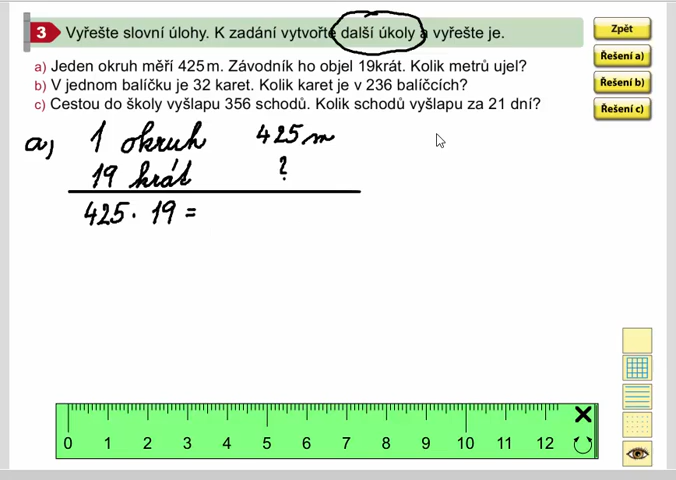 3 Vyřešte slovní úlohy. K zadání vytvořte další úkoly a vyřešte je.
a) Jeden okruh měří 425 m. Závodník ho objel 19krát. Kolik metrů ujel?
b) V jednom balíčku je 32 karet. Kolik karet je v 236 balíčcích?
c) Cestou do školy vyšlapu 356 schodů. Kolik schodů vyšlapu za 21 dní?
Zpět
Řešení a)
Řešení b)
Řešení c)
a) 1 okruh 425 m
19 krát ?
425 · 19 =
0 1 2 3 4 5 6 7 8 9 10 11 12